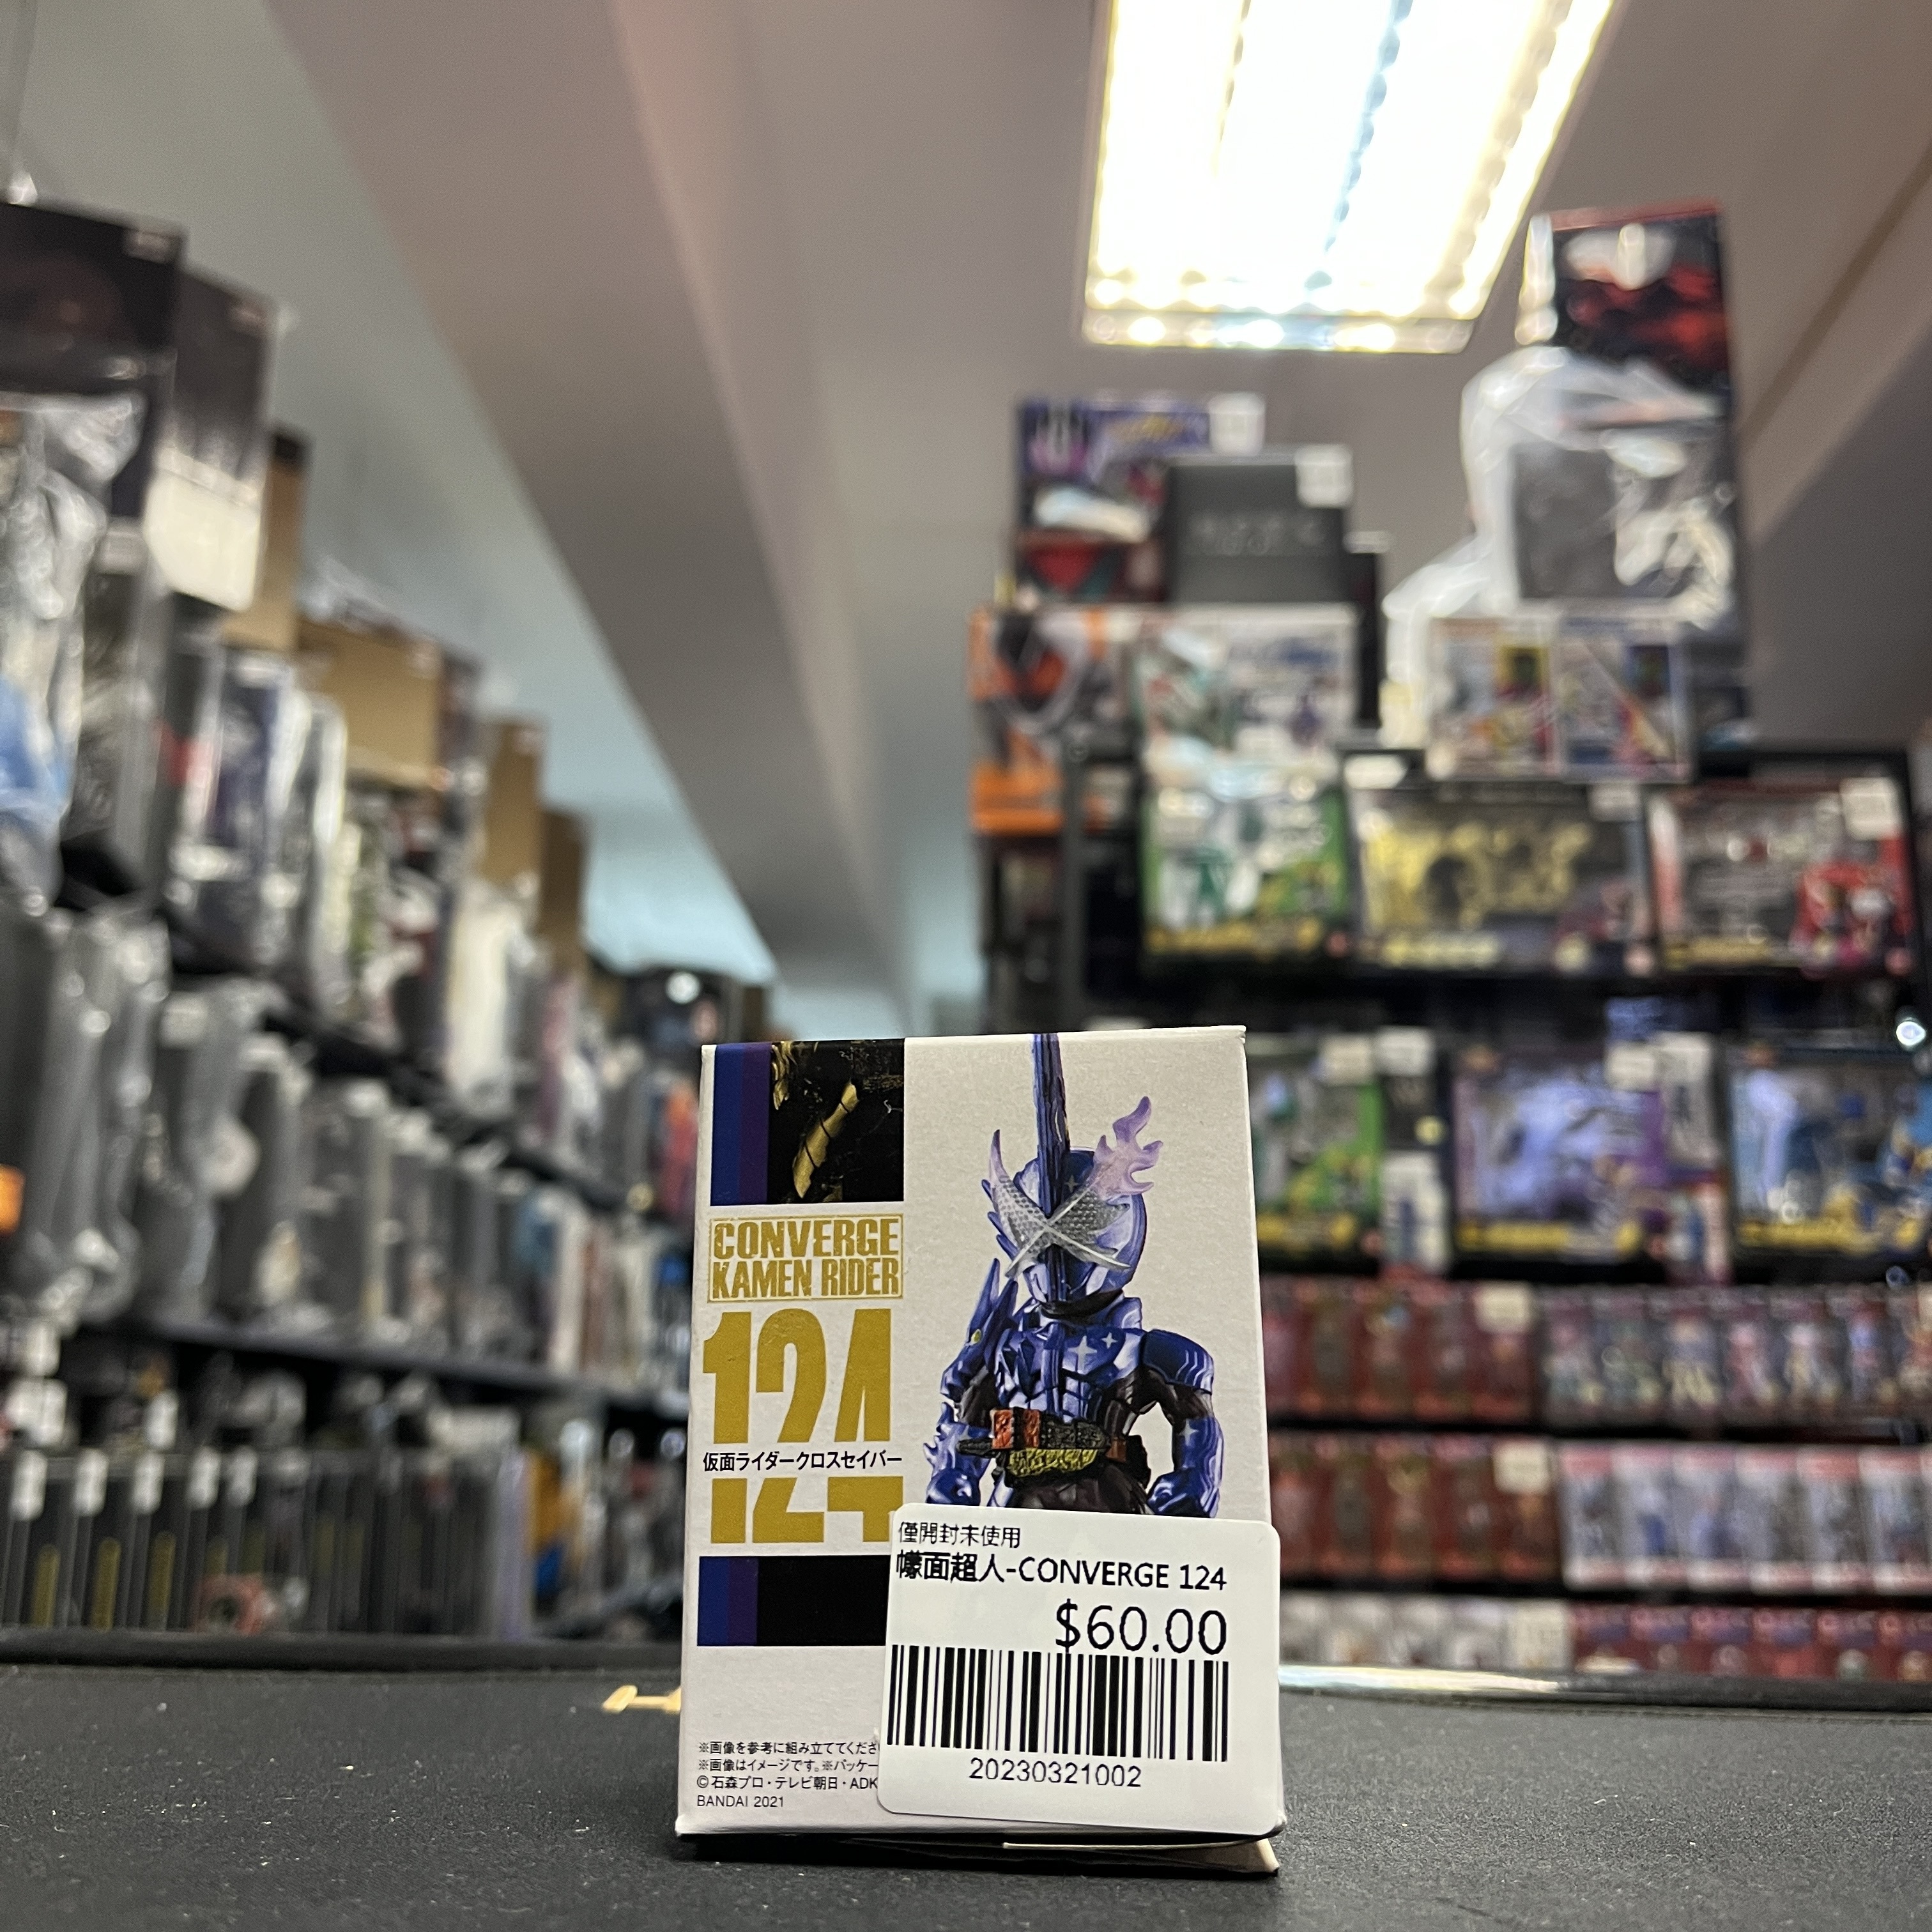 CONVERGE
KAMEN RIDER
124
仮面ライダークロスセイバー
僅開封未使用
幪面超人-CONVERGE 124
$60.00
20230321002
※画像を参考に組み立ててくださ
※画像はイメージです。※パッケー
©石森プロ・テレビ朝日・ADK
BANDAI 2021